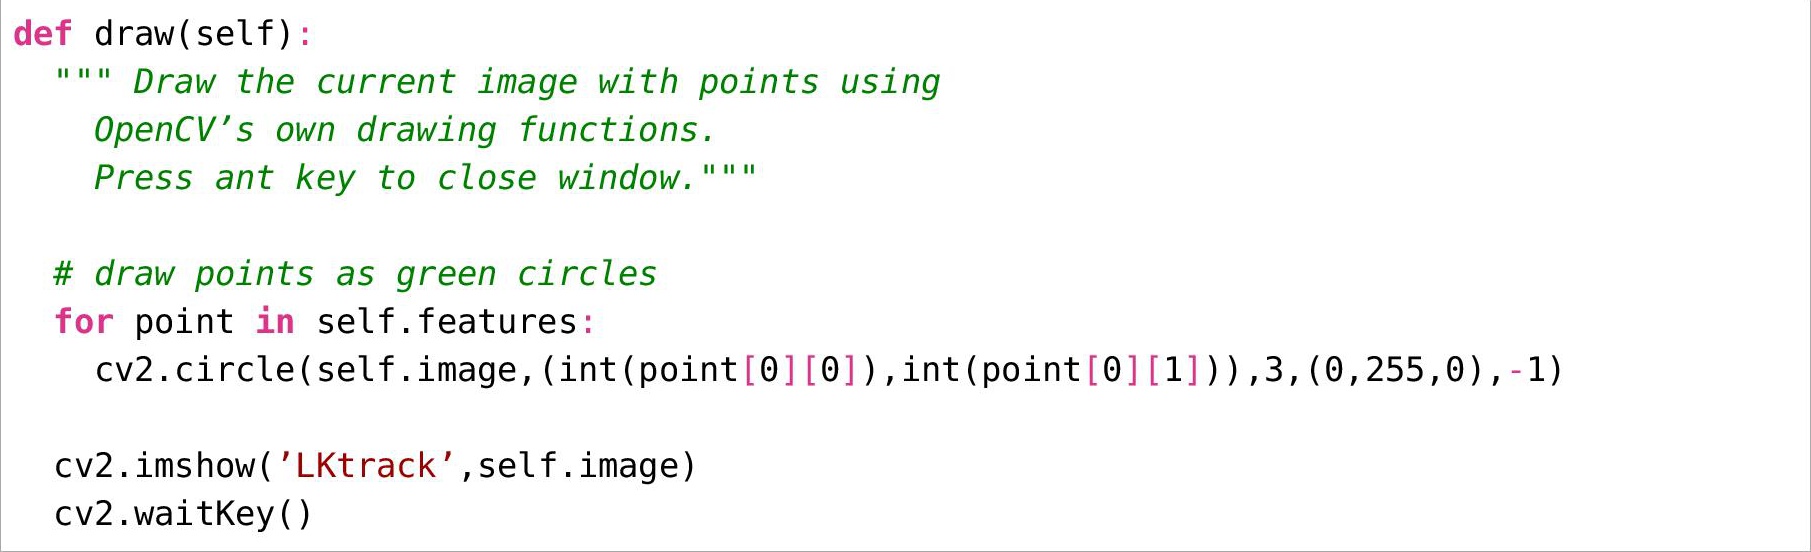 def draw(self):
  """ Draw the current image with points using
    OpenCV’s own drawing functions.
    Press ant key to close window."""

  # draw points as green circles
  for point in self.features:
    cv2.circle(self.image,(int(point[0][0]),int(point[0][1])),3,(0,255,0),-1)

  cv2.imshow(’LKtrack’,self.image)
  cv2.waitKey()